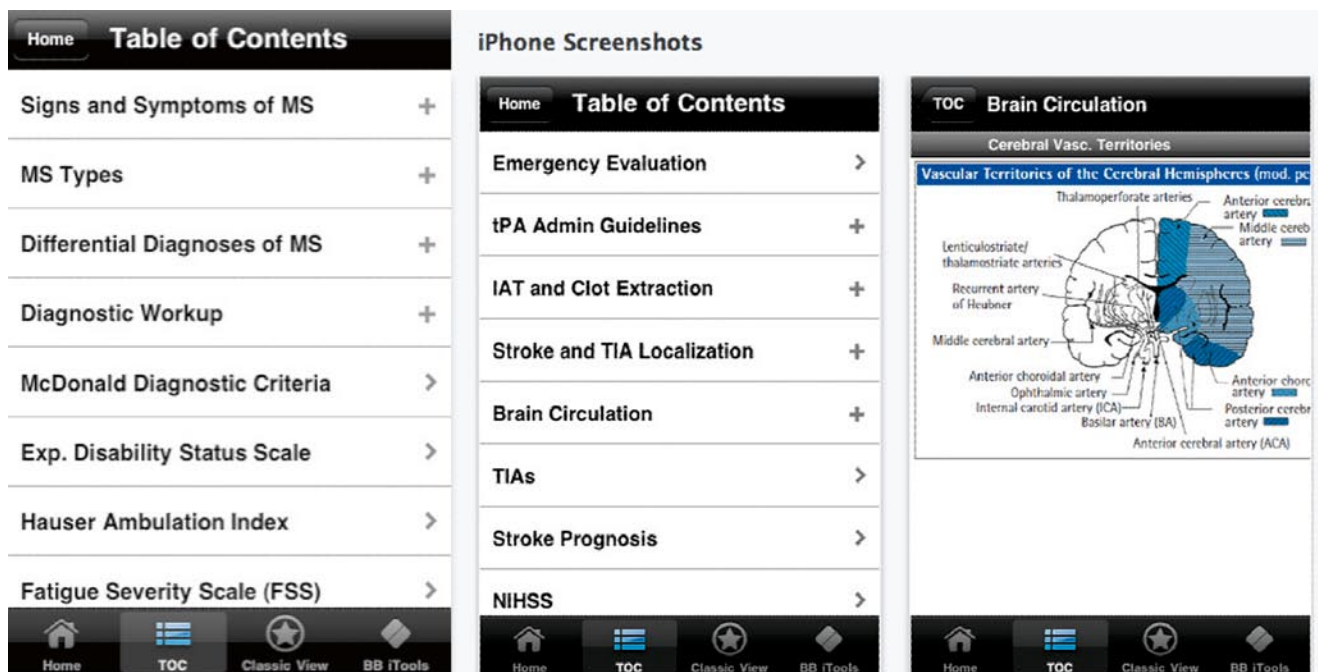 Home Table of Contents
Signs and Symptoms of MS
MS Types
Differential Diagnoses of MS
Diagnostic Workup
McDonald Diagnostic Criteria
Exp. Disability Status Scale
Hauser Ambulation Index
Fatigue Severity Scale (FSS)
Home TOC Classic View BB iTools
iPhone Screenshots
Home Table of Contents
Emergency Evaluation
tPA Admin Guidelines
IAT and Clot Extraction
Stroke and TIA Localization
Brain Circulation
TIAs
Stroke Prognosis
NIHSS
Home TOC Classic View BB iTools
TOC Brain Circulation
Cerebral Vasc. Territories
Vascular Territories of the Cerebral Hemispheres (mod. pe
Thalamoperforate arteries
Anterior cerebra
artery
Middle cereb
artery
Lenticulostriate/
thalamostriate arteries
Recurrent artery
of Heubner
Middle cerebral artery
Anterior choroidal artery
Ophthalmic artery
Internal carotid artery (ICA)
Basilar artery (BA)
Anterior chorc
artery
Posterior cerebr
artery
Anterior cerebral artery (ACA)
Home TOC Classic View BB iTools